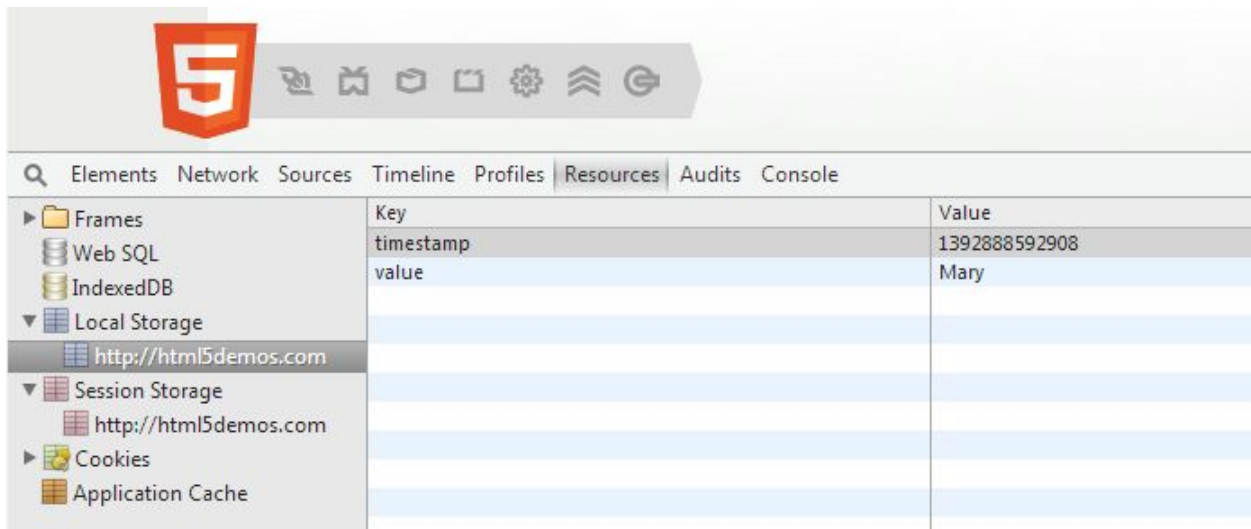 5
Elements Network Sources Timeline Profiles Resources Audits Console
Frames
Web SQL
IndexedDB
Local Storage
http://html5demos.com
Session Storage
http://html5demos.com
Cookies
Application Cache
Key Value
timestamp 1392888592908
value Mary